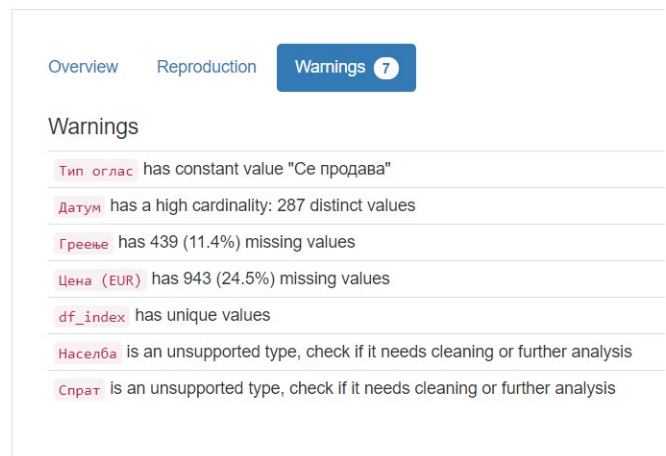 Overview Reproduction Warnings 7
Warnings
Тип оглас has constant value "Се продава"
Датум has a high cardinality: 287 distinct values
Греење has 439 (11.4%) missing values
Цена (EUR) has 943 (24.5%) missing values
df_index has unique values
Населба is an unsupported type, check if it needs cleaning or further analysis
Спрат is an unsupported type, check if it needs cleaning or further analysis